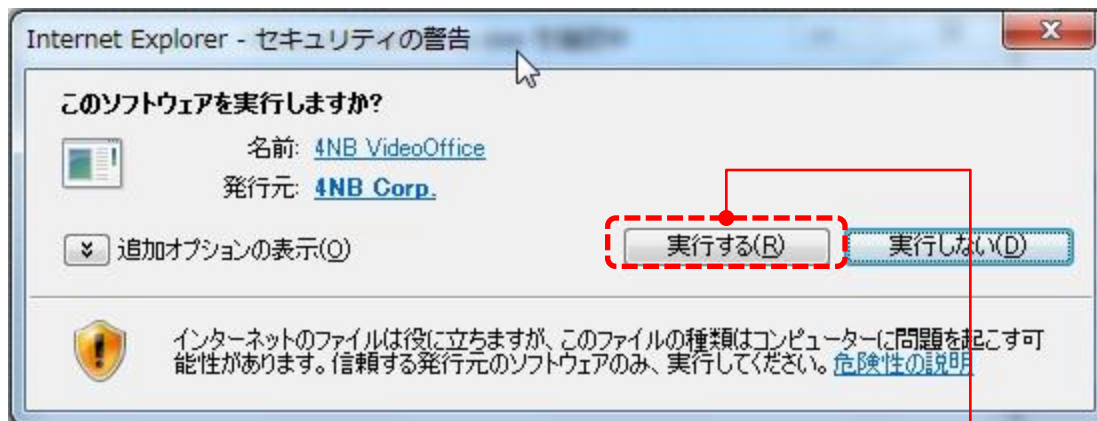 Internet Explorer - セキュリティの警告
このソフトウェアを実行しますか?
名前: 4NB VideoOffice
発行元: 4NB Corp.
追加オプションの表示(O)
実行する(R)
実行しない(D)
インターネットのファイルは役に立ちますが、このファイルの種類はコンピューターに問題を起こす可
能性があります。信頼する発行元のソフトウェアのみ、実行してください。危険性の説明